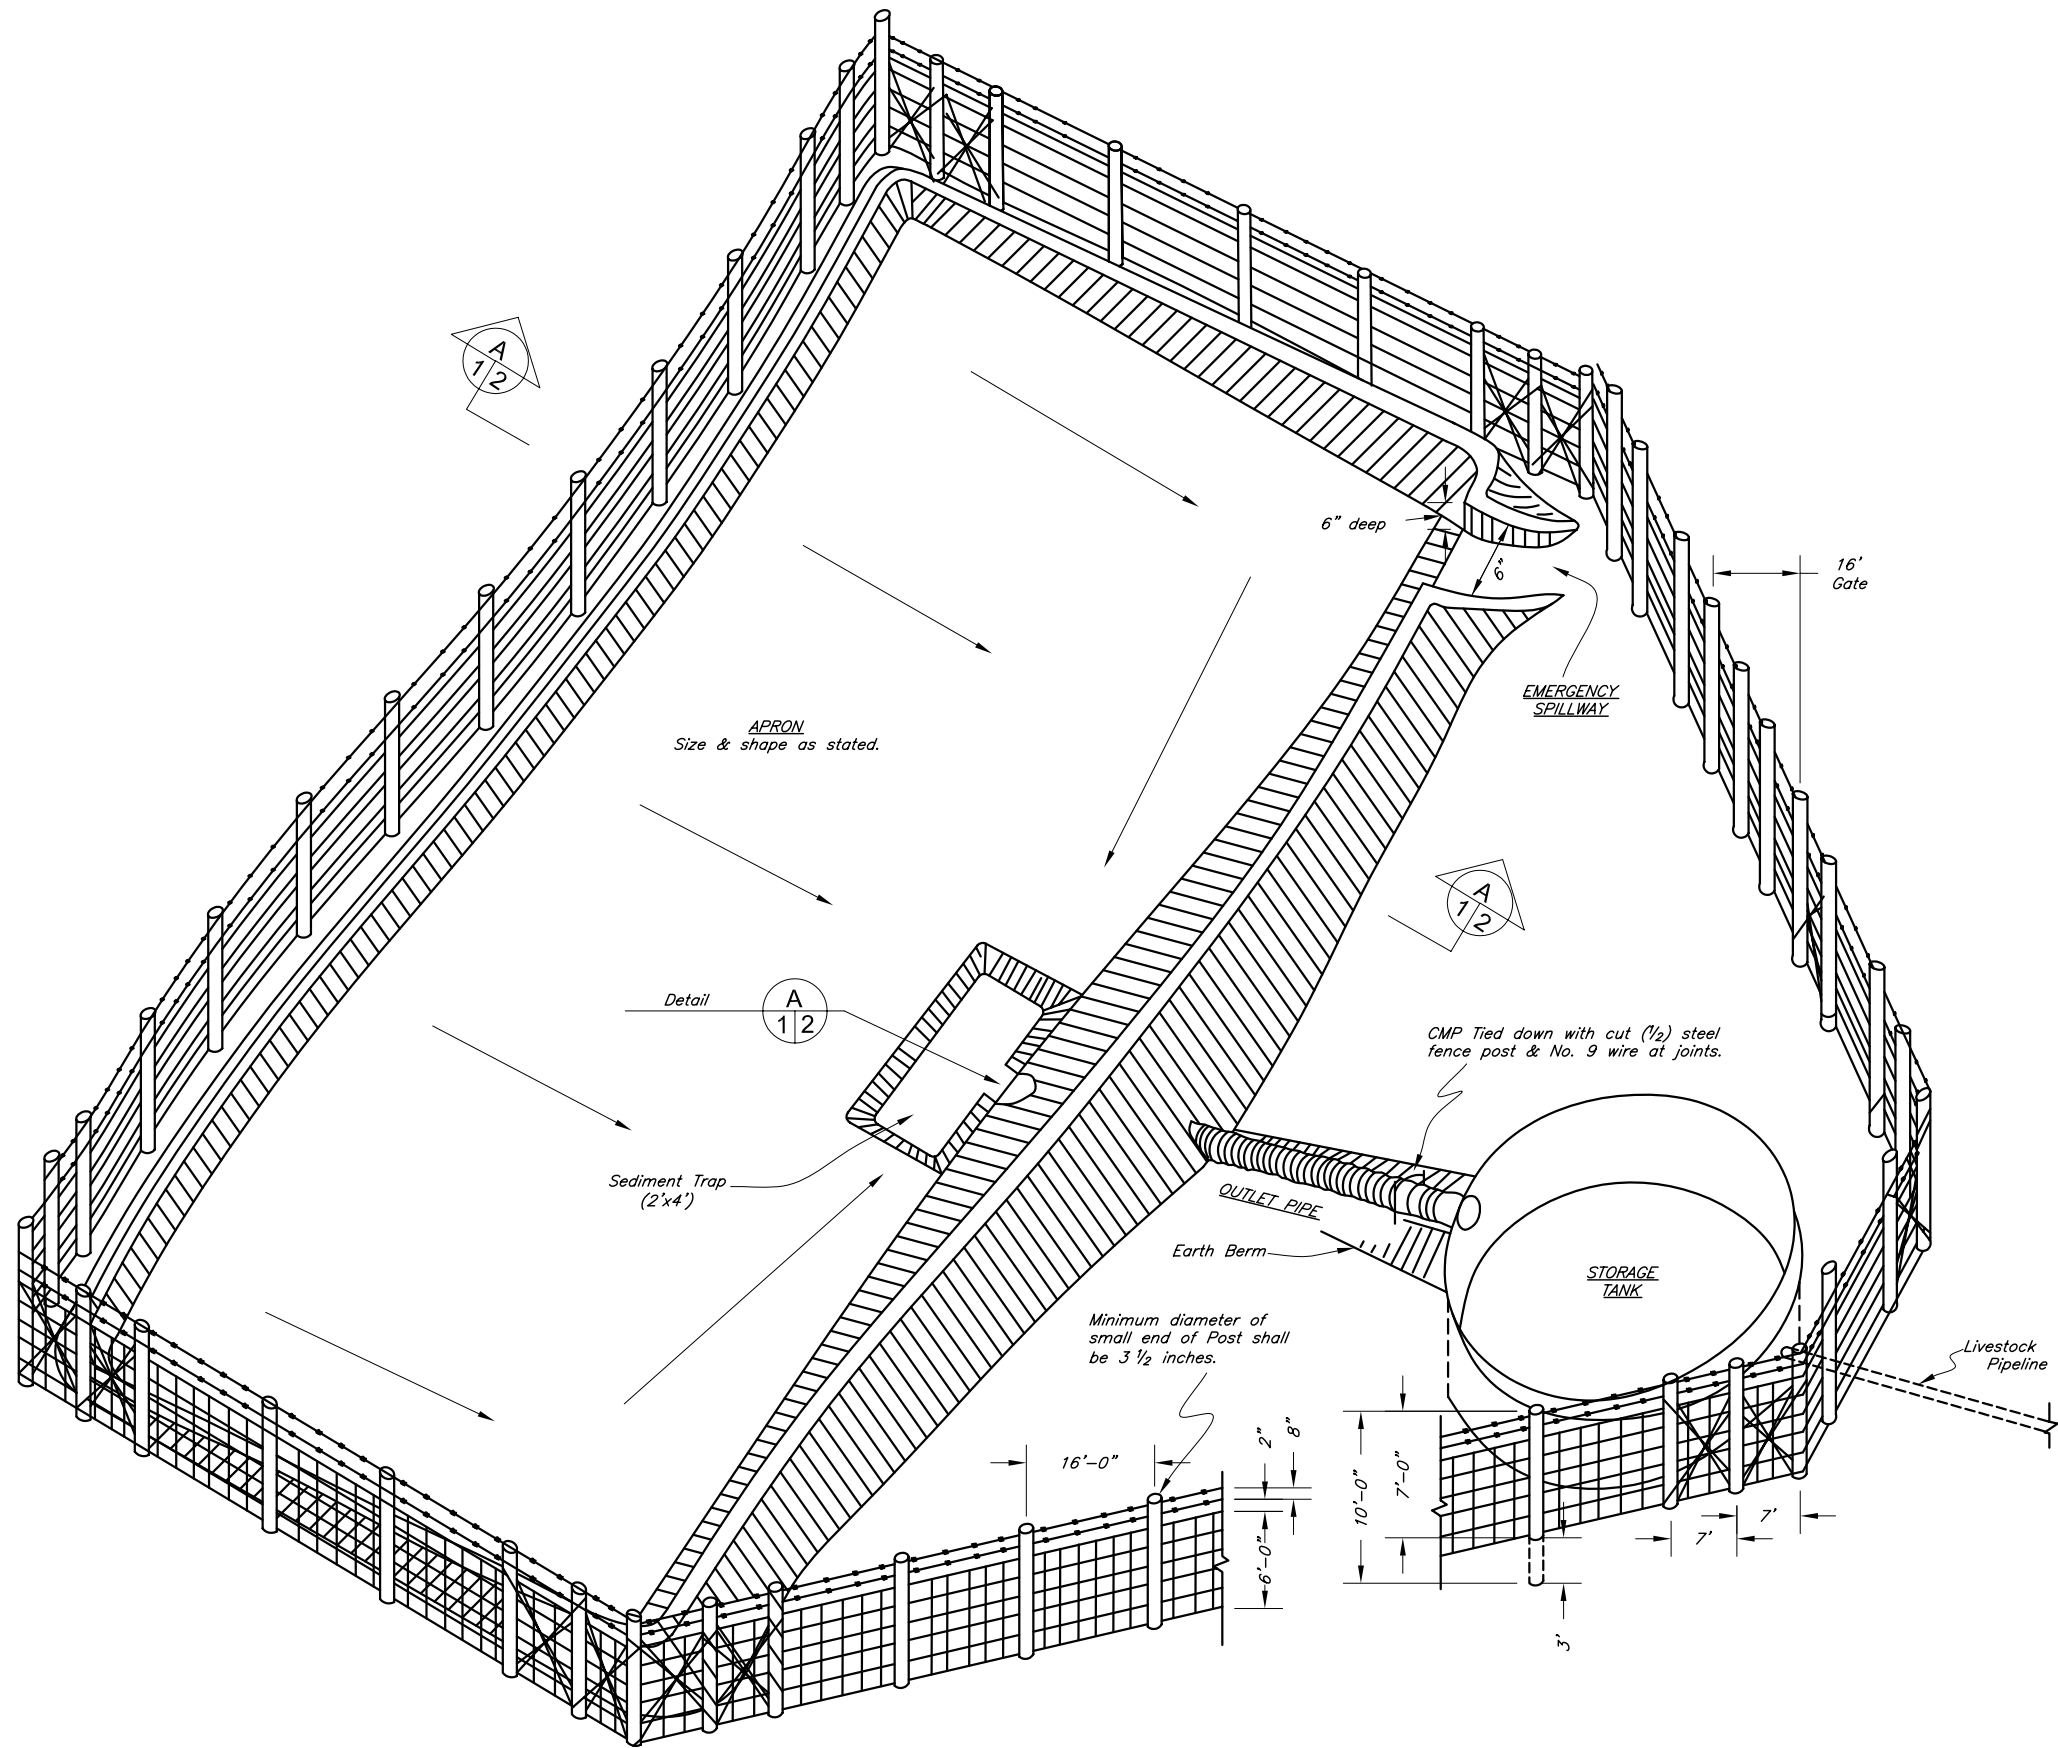 A
1 2
6" deep
6"
16'
Gate
EMERGENCY
SPILLWAY
APRON
Size & shape as stated.
A
1 2
Detail
A
1 2
CMP Tied down with cut (1/2) steel
fence post & No. 9 wire at joints.
Sediment Trap
(2'x4')
OUTLET PIPE
Earth Berm
STORAGE
TANK
Minimum diameter of
small end of Post shall
be 3 1/2 inches.
Livestock
Pipeline
16'-0"
2"
8"
6'-0"
10'-0"
7'-0"
7'
7'
3'